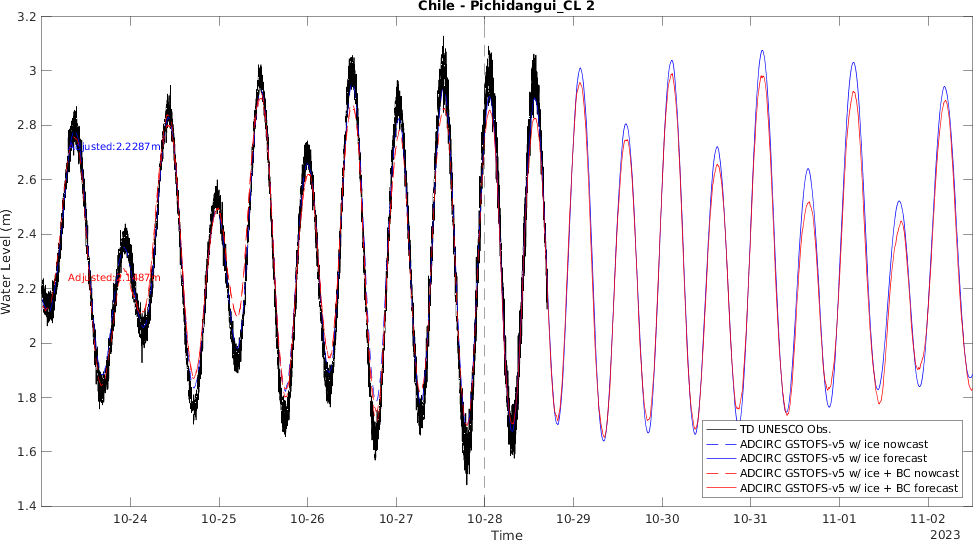 Chile - Pichidangui_CL 2
Water Level (m)
3.2
3
2.8
2.6
2.4
2.2
2
1.8
1.6
1.4
Adjusted:2.2287m
Adjusted:2.1487m
TD UNESCO Obs.
ADCIRC GSTOFS-v5 w/ ice nowcast
ADCIRC GSTOFS-v5 w/ ice forecast
ADCIRC GSTOFS-v5 w/ ice + BC nowcast
ADCIRC GSTOFS-v5 w/ ice + BC forecast
10-24 10-25 10-26 10-27 10-28 10-29 10-30 10-31 11-01 11-02
2023
Time